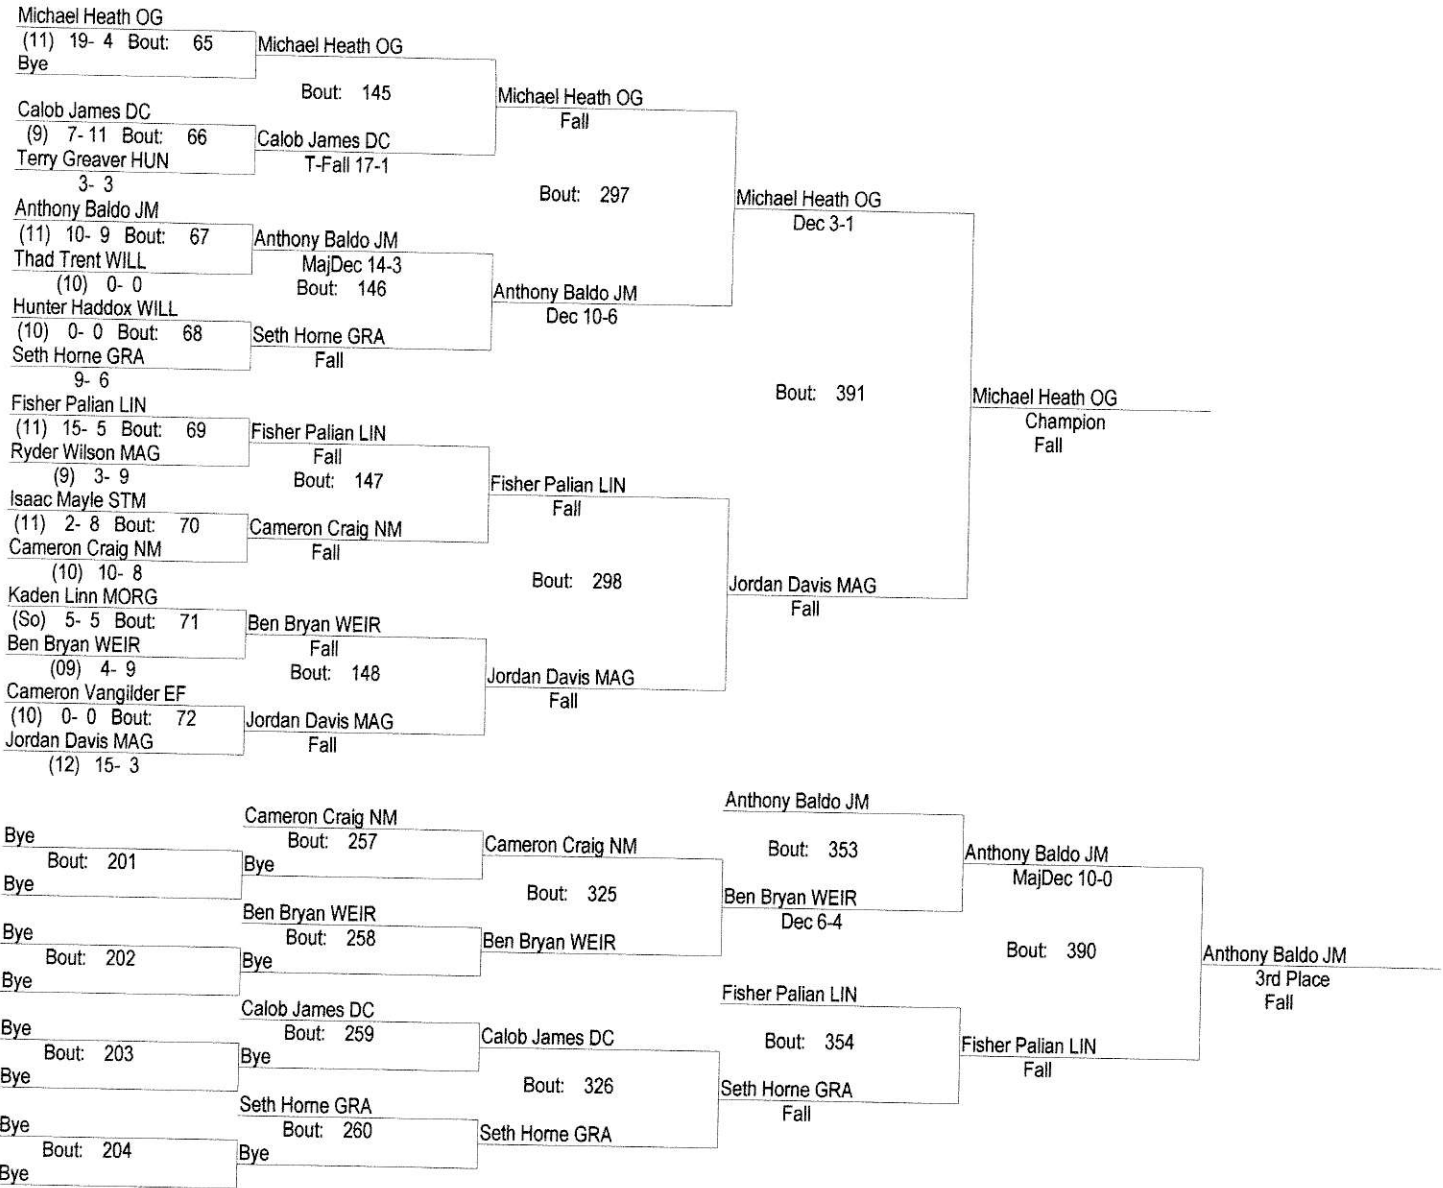 Michael Heath OG
(11) 19- 4 Bout: 65
Bye
Michael Heath OG
Bout: 145
Calob James DC
(9) 7- 11 Bout: 66
Terry Greaver HUN
3- 3
Calob James DC
T-Fall 17-1
Michael Heath OG
Fall
Bout: 297
Anthony Baldo JM
(11) 10- 9 Bout: 67
Thad Trent WILL
(10) 0- 0
Anthony Baldo JM
MajDec 14-3
Bout: 146
Hunter Haddox WILL
(10) 0- 0 Bout: 68
Seth Horne GRA
9- 6
Seth Horne GRA
Fall
Anthony Baldo JM
Dec 10-6
Michael Heath OG
Dec 3-1
Bout: 391
Michael Heath OG
Champion
Fall
Fisher Palian LIN
(11) 15- 5 Bout: 69
Ryder Wilson MAG
(9) 3- 9
Fisher Palian LIN
Fall
Bout: 147
Isaac Mayle STM
(11) 2- 8 Bout: 70
Cameron Craig NM
(10) 10- 8
Cameron Craig NM
Fall
Fisher Palian LIN
Fall
Bout: 298
Kaden Linn MORG
(So) 5- 5 Bout: 71
Ben Bryan WEIR
(09) 4- 9
Ben Bryan WEIR
Fall
Bout: 148
Cameron Vangilder EF
(10) 0- 0 Bout: 72
Jordan Davis MAG
(12) 15- 3
Jordan Davis MAG
Fall
Jordan Davis MAG
Fall
Jordan Davis MAG
Fall
Bye
Bout: 201
Bye
Cameron Craig NM
Bout: 257
Bye
Cameron Craig NM
Bout: 325
Bye
Bout: 202
Bye
Ben Bryan WEIR
Bout: 258
Bye
Ben Bryan WEIR
Anthony Baldo JM
Bout: 353
Ben Bryan WEIR
Dec 6-4
Anthony Baldo JM
MajDec 10-0
Bout: 390
Anthony Baldo JM
3rd Place
Fall
Bye
Bout: 203
Bye
Calob James DC
Bout: 259
Bye
Calob James DC
Bout: 326
Bye
Bout: 204
Bye
Seth Horne GRA
Bout: 260
Bye
Seth Horne GRA
Fisher Palian LIN
Bout: 354
Seth Horne GRA
Fall
Fisher Palian LIN
Fall